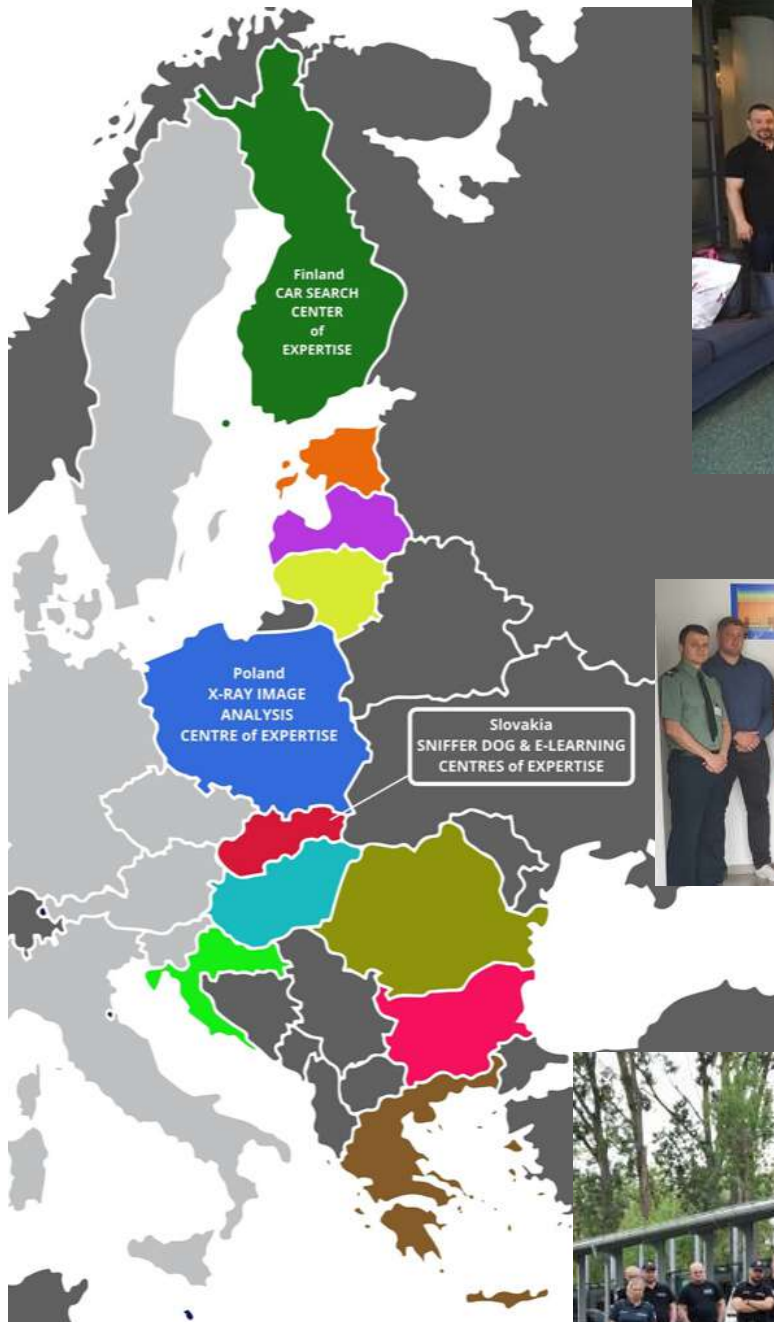 Finland
CAR SEARCH
CENTER
of
EXPERTISE
Poland
X-RAY IMAGE
ANALYSIS
CENTRE of EXPERTISE
Slovakia
SNIFFER DOG & E-LEARNING
CENTRES of EXPERTISE